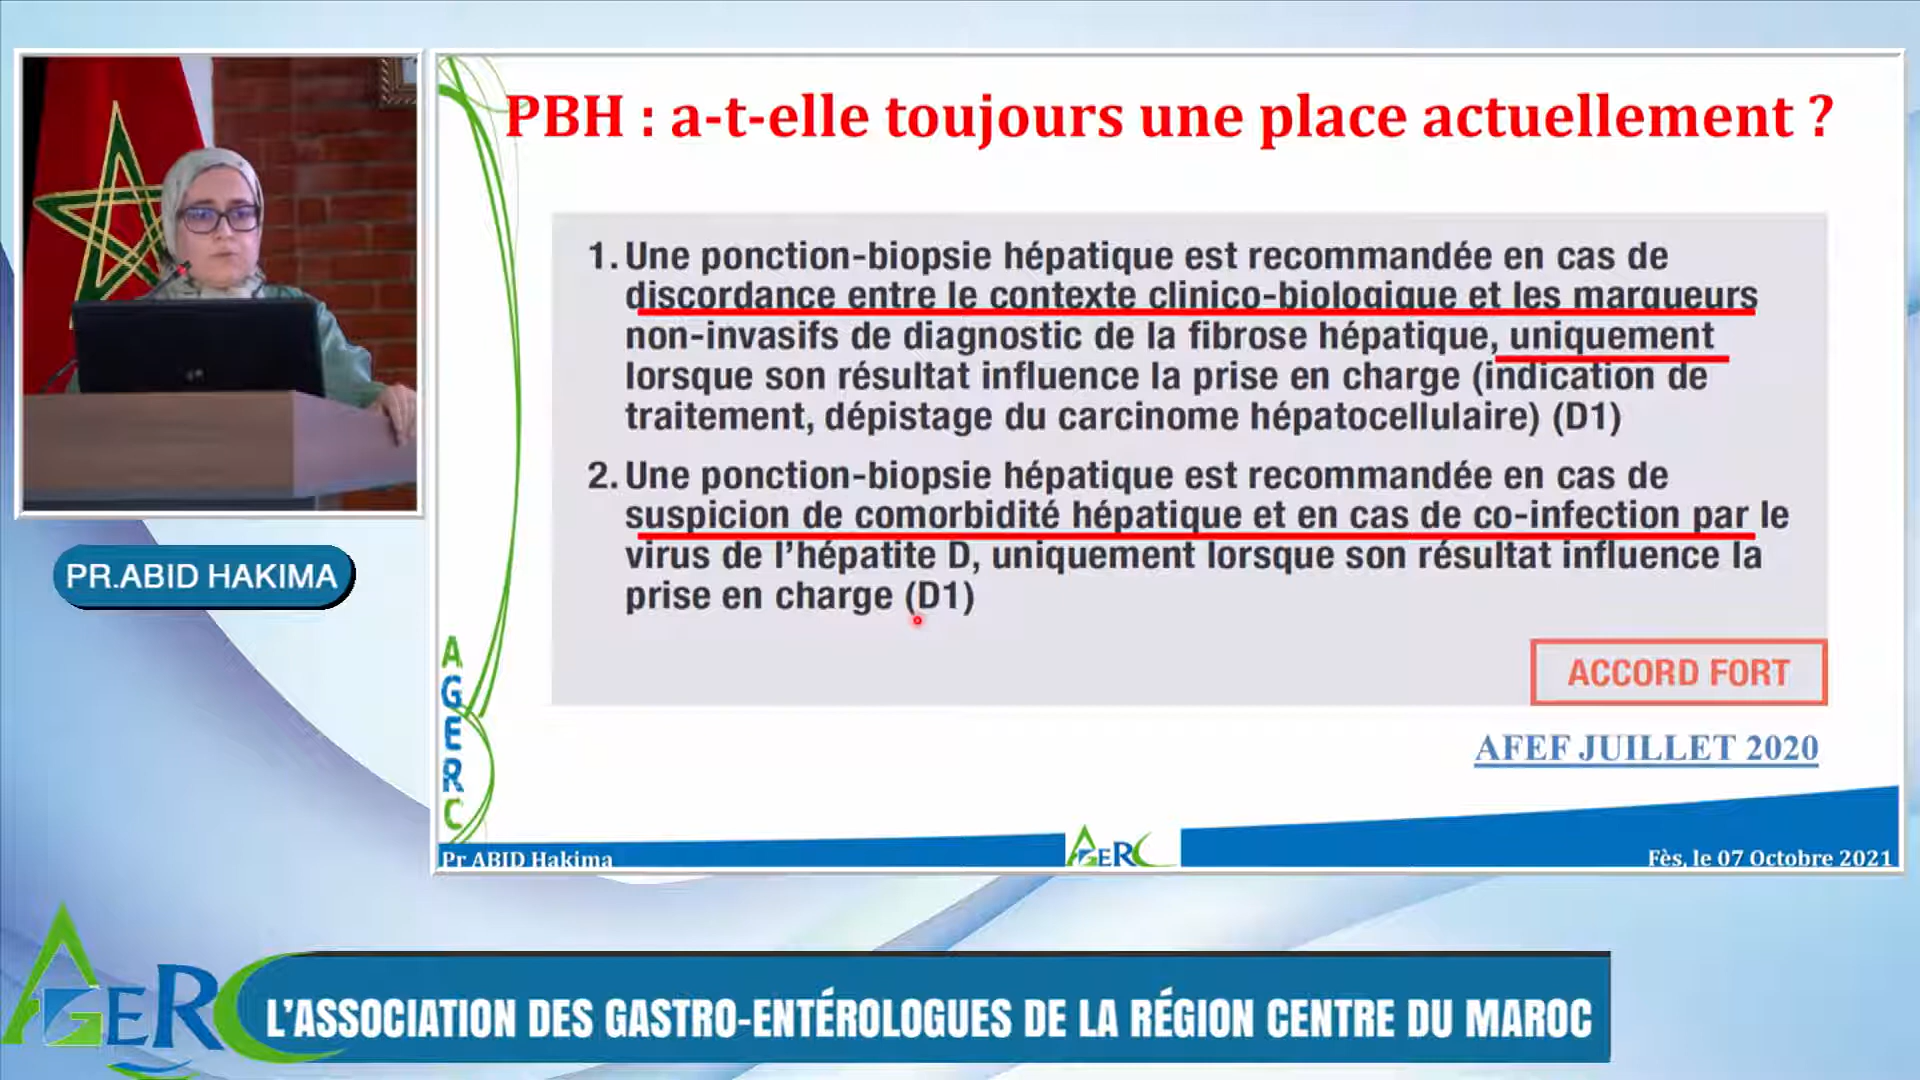 PBH : a-t-elle toujours une place actuellement ?
1. Une ponction-biopsie hépatique est recommandée en cas de
discordance entre le contexte clinico-biologique et les marqueurs
non-invasifs de diagnostic de la fibrose hépatique, uniquement
lorsque son résultat influence la prise en charge (indication de
traitement, dépistage du carcinome hépatocellulaire) (D1)
2. Une ponction-biopsie hépatique est recommandée en cas de
suspicion de comorbidité hépatique et en cas de co-infection par le
virus de l’hépatite D, uniquement lorsque son résultat influence la
prise en charge (D1)
ACCORD FORT
AFEF JUILLET 2020
PR.ABID HAKIMA
AGERC
Pr ABID Hakima
AGERC
Fès, le 07 Octobre 2021
AGERC
L’ASSOCIATION DES GASTRO-ENTÉROLOGUES DE LA RÉGION CENTRE DU MAROC